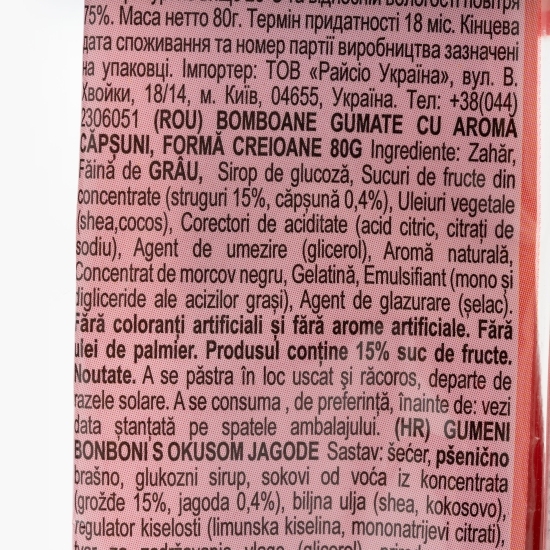 75%. Маса нетто 80г. Термін придатності 18 міс. Кінцева
дата споживання та номер партії виробництва зазначені
на упаковці. Імпортер: ТОВ «Райсіо Україна», вул. В.
Хвойки, 18/14, м. Київ, 04655, Україна. Тел: +38(044)
2306051 (ROU) BOMBOANE GUMATE CU AROMĂ
CĂPȘUNI, FORMĂ CREIOANE 80G Ingrediente: Zahăr,
Făină de GRÂU, Sirop de glucoză, Sucuri de fructe din
concentrate (struguri 15%, căpșună 0,4%), Uleiuri vegetale
(shea,cocos), Corectori de aciditate (acid citric, citrați de
sodiu), Agent de umezire (glicerol), Aromă naturală,
Concentrat de morcov negru, Gelatină, Emulsifiant (mono și
digliceride ale acizilor grași), Agent de glazurare (șelac).
Fără coloranți artificiali și fără arome artificiale. Fără
ulei de palmier. Produsul conține 15% suc de fructe.
Noutate. A se păstra în loc uscat și răcoros, departe de
razele solare. A se consuma , de preferință, înainte de: vezi
data ștanțată pe spatele ambalajului. (HR) GUMENI
BONBONI S OKUSOM JAGODE Sastav: šećer, pšenično
brašno, glukozni sirup, sokovi od voća iz koncentrata
(grožđe 15%, jagoda 0,4%), biljna ulja (shea, kokosovo),
regulator kiselosti (limunska kiselina, mononatrijevi citrati),